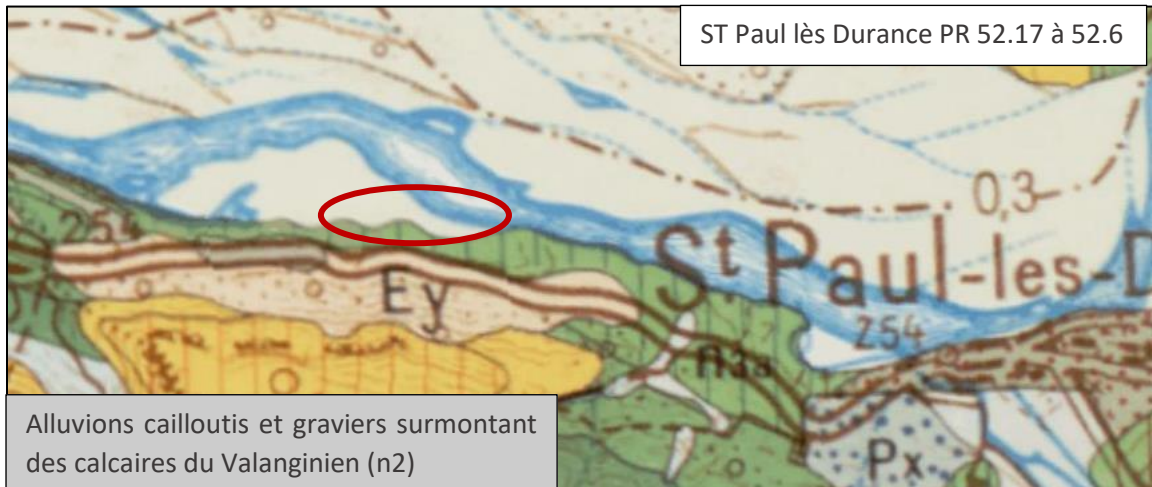 ST Paul lès Durance PR 52.17 à 52.6
0,3
254
St Paul-les-D
Ey
254
n3a
Px
Alluvions cailloutis et graviers surmontant
des calcaires du Valanginien (n2)